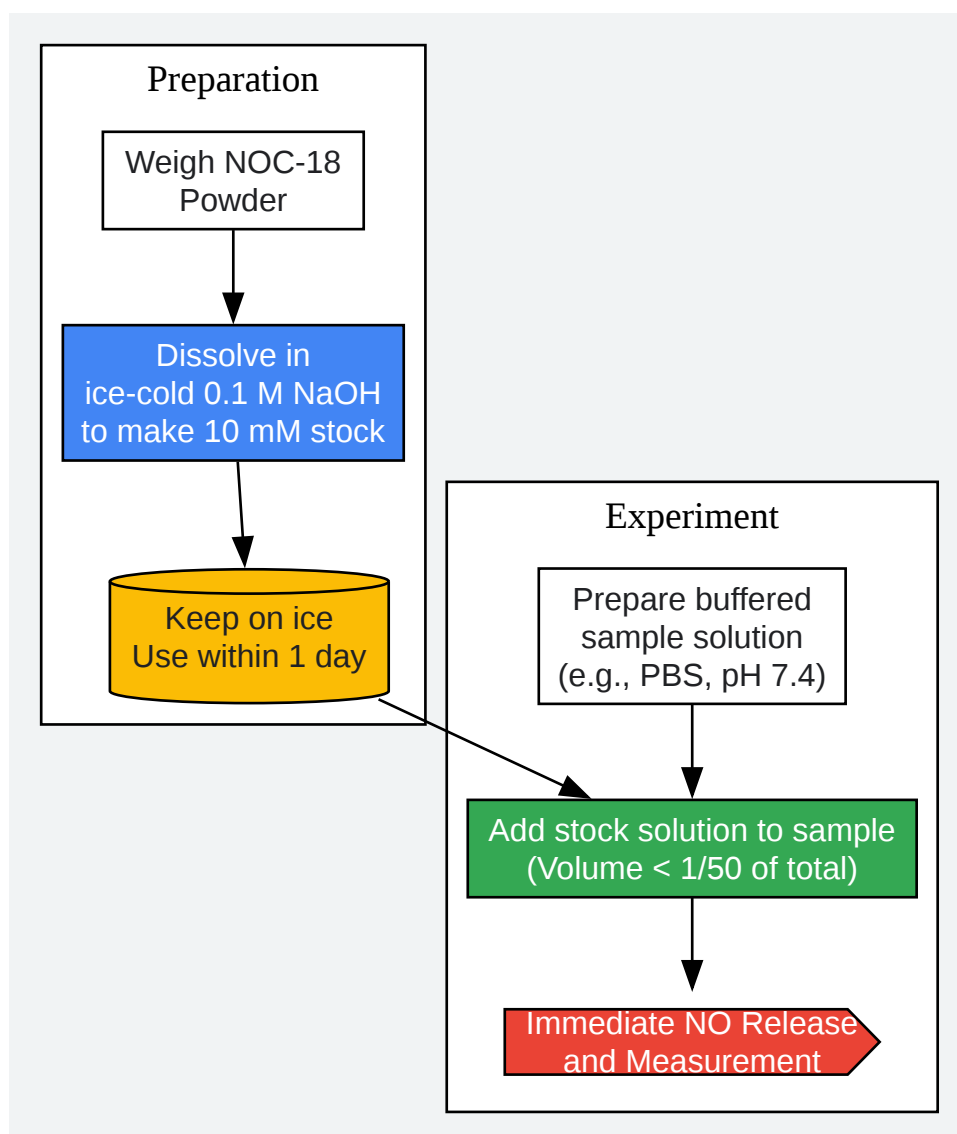 Preparation
Weigh NOC-18
Powder
Dissolve in
ice-cold 0.1 M NaOH
to make 10 mM stock
Keep on ice
Use within 1 day
Experiment
Prepare buffered
sample solution
(e.g., PBS, pH 7.4)
Add stock solution to sample
(Volume < 1/50 of total)
Immediate NO Release
and Measurement